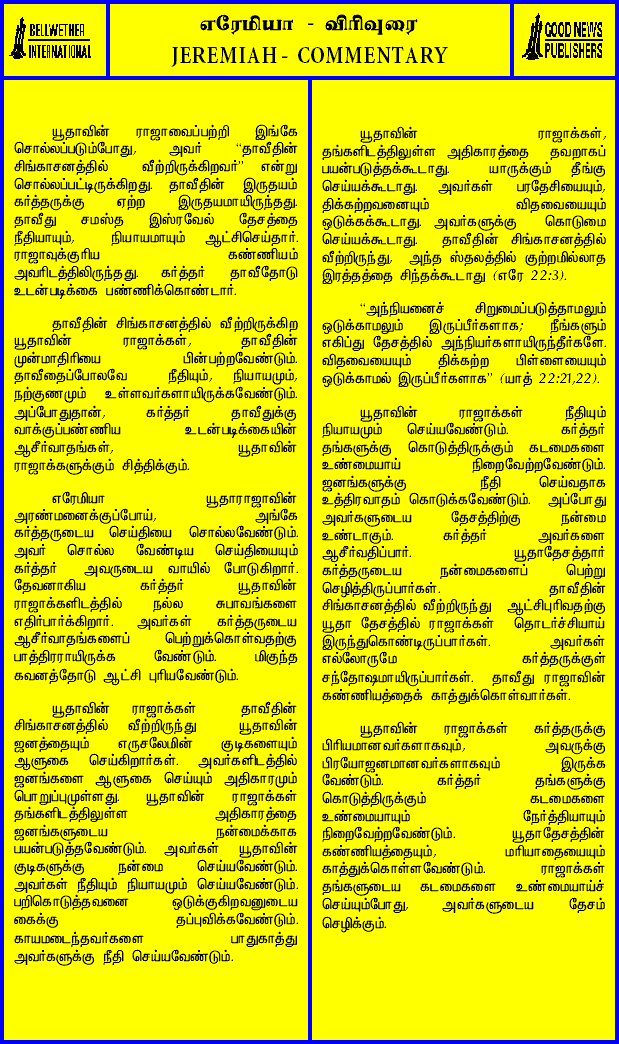 BELLWETHER
INTERNATIONAL
எரேமியா - விரிவுரை
JEREMIAH - COMMENTARY
GOOD NEWS
PUBLISHERS
யூதாவின் ராஜாவைப்பற்றி இங்கே
சொல்லப்படும்போது, அவர் “தாவீதின்
சிங்காசனத்தில் வீற்றிருக்கிறவர்” என்று
சொல்லப்பட்டிருக்கிறது. தாவீதின் இருதயம்
கர்த்தருக்கு ஏற்ற இருதயமாயிருந்தது.
தாவீது சமஸ்த இஸ்ரவேல் தேசத்தை
நீதியாயும், நியாயமாயும் ஆட்சிசெய்தார்.
ராஜாவுக்குரிய கண்ணியம்
அவரிடத்திலிருந்தது. கர்த்தர் தாவீதோடு
உடன்படிக்கை பண்ணிக்கொண்டார்.
தாவீதின் சிங்காசனத்தில் வீற்றிருக்கிற
யூதாவின் ராஜாக்கள், தாவீதின்
முன்மாதிரியை பின்பற்றவேண்டும்.
தாவீதைப்போலவே நீதியும், நியாயமும்,
நற்குணமும் உள்ளவர்களாயிருக்கவேண்டும்.
அப்போதுதான், கர்த்தர் தாவீதுக்கு
வாக்குப்பண்ணிய உடன்படிக்கையின்
ஆசீர்வாதங்கள், யூதாவின்
ராஜாக்களுக்கும் சித்திக்கும்.
எரேமியா யூதாராஜாவின்
அரண்மனைக்குப்போய், அங்கே
கர்த்தருடைய செய்தியை சொல்லவேண்டும்.
அவர் சொல்ல வேண்டிய செய்தியையும்
கர்த்தர் அவருடைய வாயில் போடுகிறார்.
தேவனாகிய கர்த்தர் யூதாவின்
ராஜாக்களிடத்தில் நல்ல சுபாவங்களை
எதிர்பார்க்கிறார். அவர்கள் கர்த்தருடைய
ஆசீர்வாதங்களைப் பெற்றுக்கொள்வதற்கு
பாத்திரராயிருக்க வேண்டும். மிகுந்த
கவனத்தோடு ஆட்சி புரியவேண்டும்.
யூதாவின் ராஜாக்கள் தாவீதின்
சிங்காசனத்தில் வீற்றிருந்து யூதாவின்
ஜனத்தையும் எருசலேமின் குடிகளையும்
ஆளுகை செய்கிறார்கள். அவர்களிடத்தில்
ஜனங்களை ஆளுகை செய்யும் அதிகாரமும்
பொறுப்புமுள்ளது. யூதாவின் ராஜாக்கள்
தங்களிடத்திலுள்ள அதிகாரத்தை
ஜனங்களுடைய நன்மைக்காக
பயன்படுத்தவேண்டும். அவர்கள் யூதாவின்
குடிகளுக்கு நன்மை செய்யவேண்டும்.
அவர்கள் நீதியும் நியாயமும் செய்யவேண்டும்.
பறிகொடுத்தவனை ஒடுக்குகிறவனுடைய
கைக்கு தப்புவிக்கவேண்டும்.
காயமடைந்தவர்களை பாதுகாத்து
அவர்களுக்கு நீதி செய்யவேண்டும்.
யூதாவின் ராஜாக்கள்,
தங்களிடத்திலுள்ள அதிகாரத்தை தவறாகப்
பயன்படுத்தக்கூடாது. யாருக்கும் தீங்கு
செய்யக்கூடாது. அவர்கள் பரதேசியையும்,
திக்கற்றவனையும் விதவையையும்
ஒடுக்கக்கூடாது. அவர்களுக்கு கொடுமை
செய்யக்கூடாது. தாவீதின் சிங்காசனத்தில்
வீற்றிருந்து, அந்த ஸ்தலத்தில் குற்றமில்லாத
இரத்தத்தை சிந்தக்கூடாது (எரே 22:3).
“அந்நியனைச் சிறுமைப்படுத்தாமலும்
ஒடுக்காமலும் இருப்பீர்களாக; நீங்களும்
எகிப்து தேசத்தில் அந்நியர்களாயிருந்தீர்களே.
விதவையையும் திக்கற்ற பிள்ளையையும்
ஒடுக்காமல் இருப்பீர்களாக” (யாத் 22:21,22).
யூதாவின் ராஜாக்கள் நீதியும்
நியாயமும் செய்யவேண்டும். கர்த்தர்
தங்களுக்கு கொடுத்திருக்கும் கடமைகளை
உண்மையாய் நிறைவேற்றவேண்டும்.
ஜனங்களுக்கு நீதி செய்வதாக
உத்திரவாதம் கொடுக்கவேண்டும். அப்போது
அவர்களுடைய தேசத்திற்கு நன்மை
உண்டாகும். கர்த்தர் அவர்களை
ஆசீர்வதிப்பார். யூதாதேசத்தார்
கர்த்தருடைய நன்மைகளைப் பெற்று
செழித்திருப்பார்கள். தாவீதின்
சிங்காசனத்தில் வீற்றிருந்து ஆட்சிபுரிவதற்கு
யூதா தேசத்தில் ராஜாக்கள் தொடர்ச்சியாய்
இருந்துகொண்டிருப்பார்கள். அவர்கள்
எல்லோருமே கர்த்தருக்குள்
சந்தோஷமாயிருப்பார்கள். தாவீது ராஜாவின்
கண்ணியத்தைக் காத்துக்கொள்வார்கள்.
யூதாவின் ராஜாக்கள் கர்த்தருக்கு
பிரியமானவர்களாகவும், அவருக்கு
பிரயோஜனமானவர்களாகவும் இருக்க
வேண்டும். கர்த்தர் தங்களுக்கு
கொடுத்திருக்கும் கடமைகளை
உண்மையாயும் நேர்த்தியாயும்
நிறைவேற்றவேண்டும். யூதாதேசத்தின்
கண்ணியத்தையும், மரியாதையையும்
காத்துக்கொள்ளவேண்டும். ராஜாக்கள்
தங்களுடைய கடமைகளை உண்மையாய்ச்
செய்யும்போது, அவர்களுடைய தேசம்
செழிக்கும்.